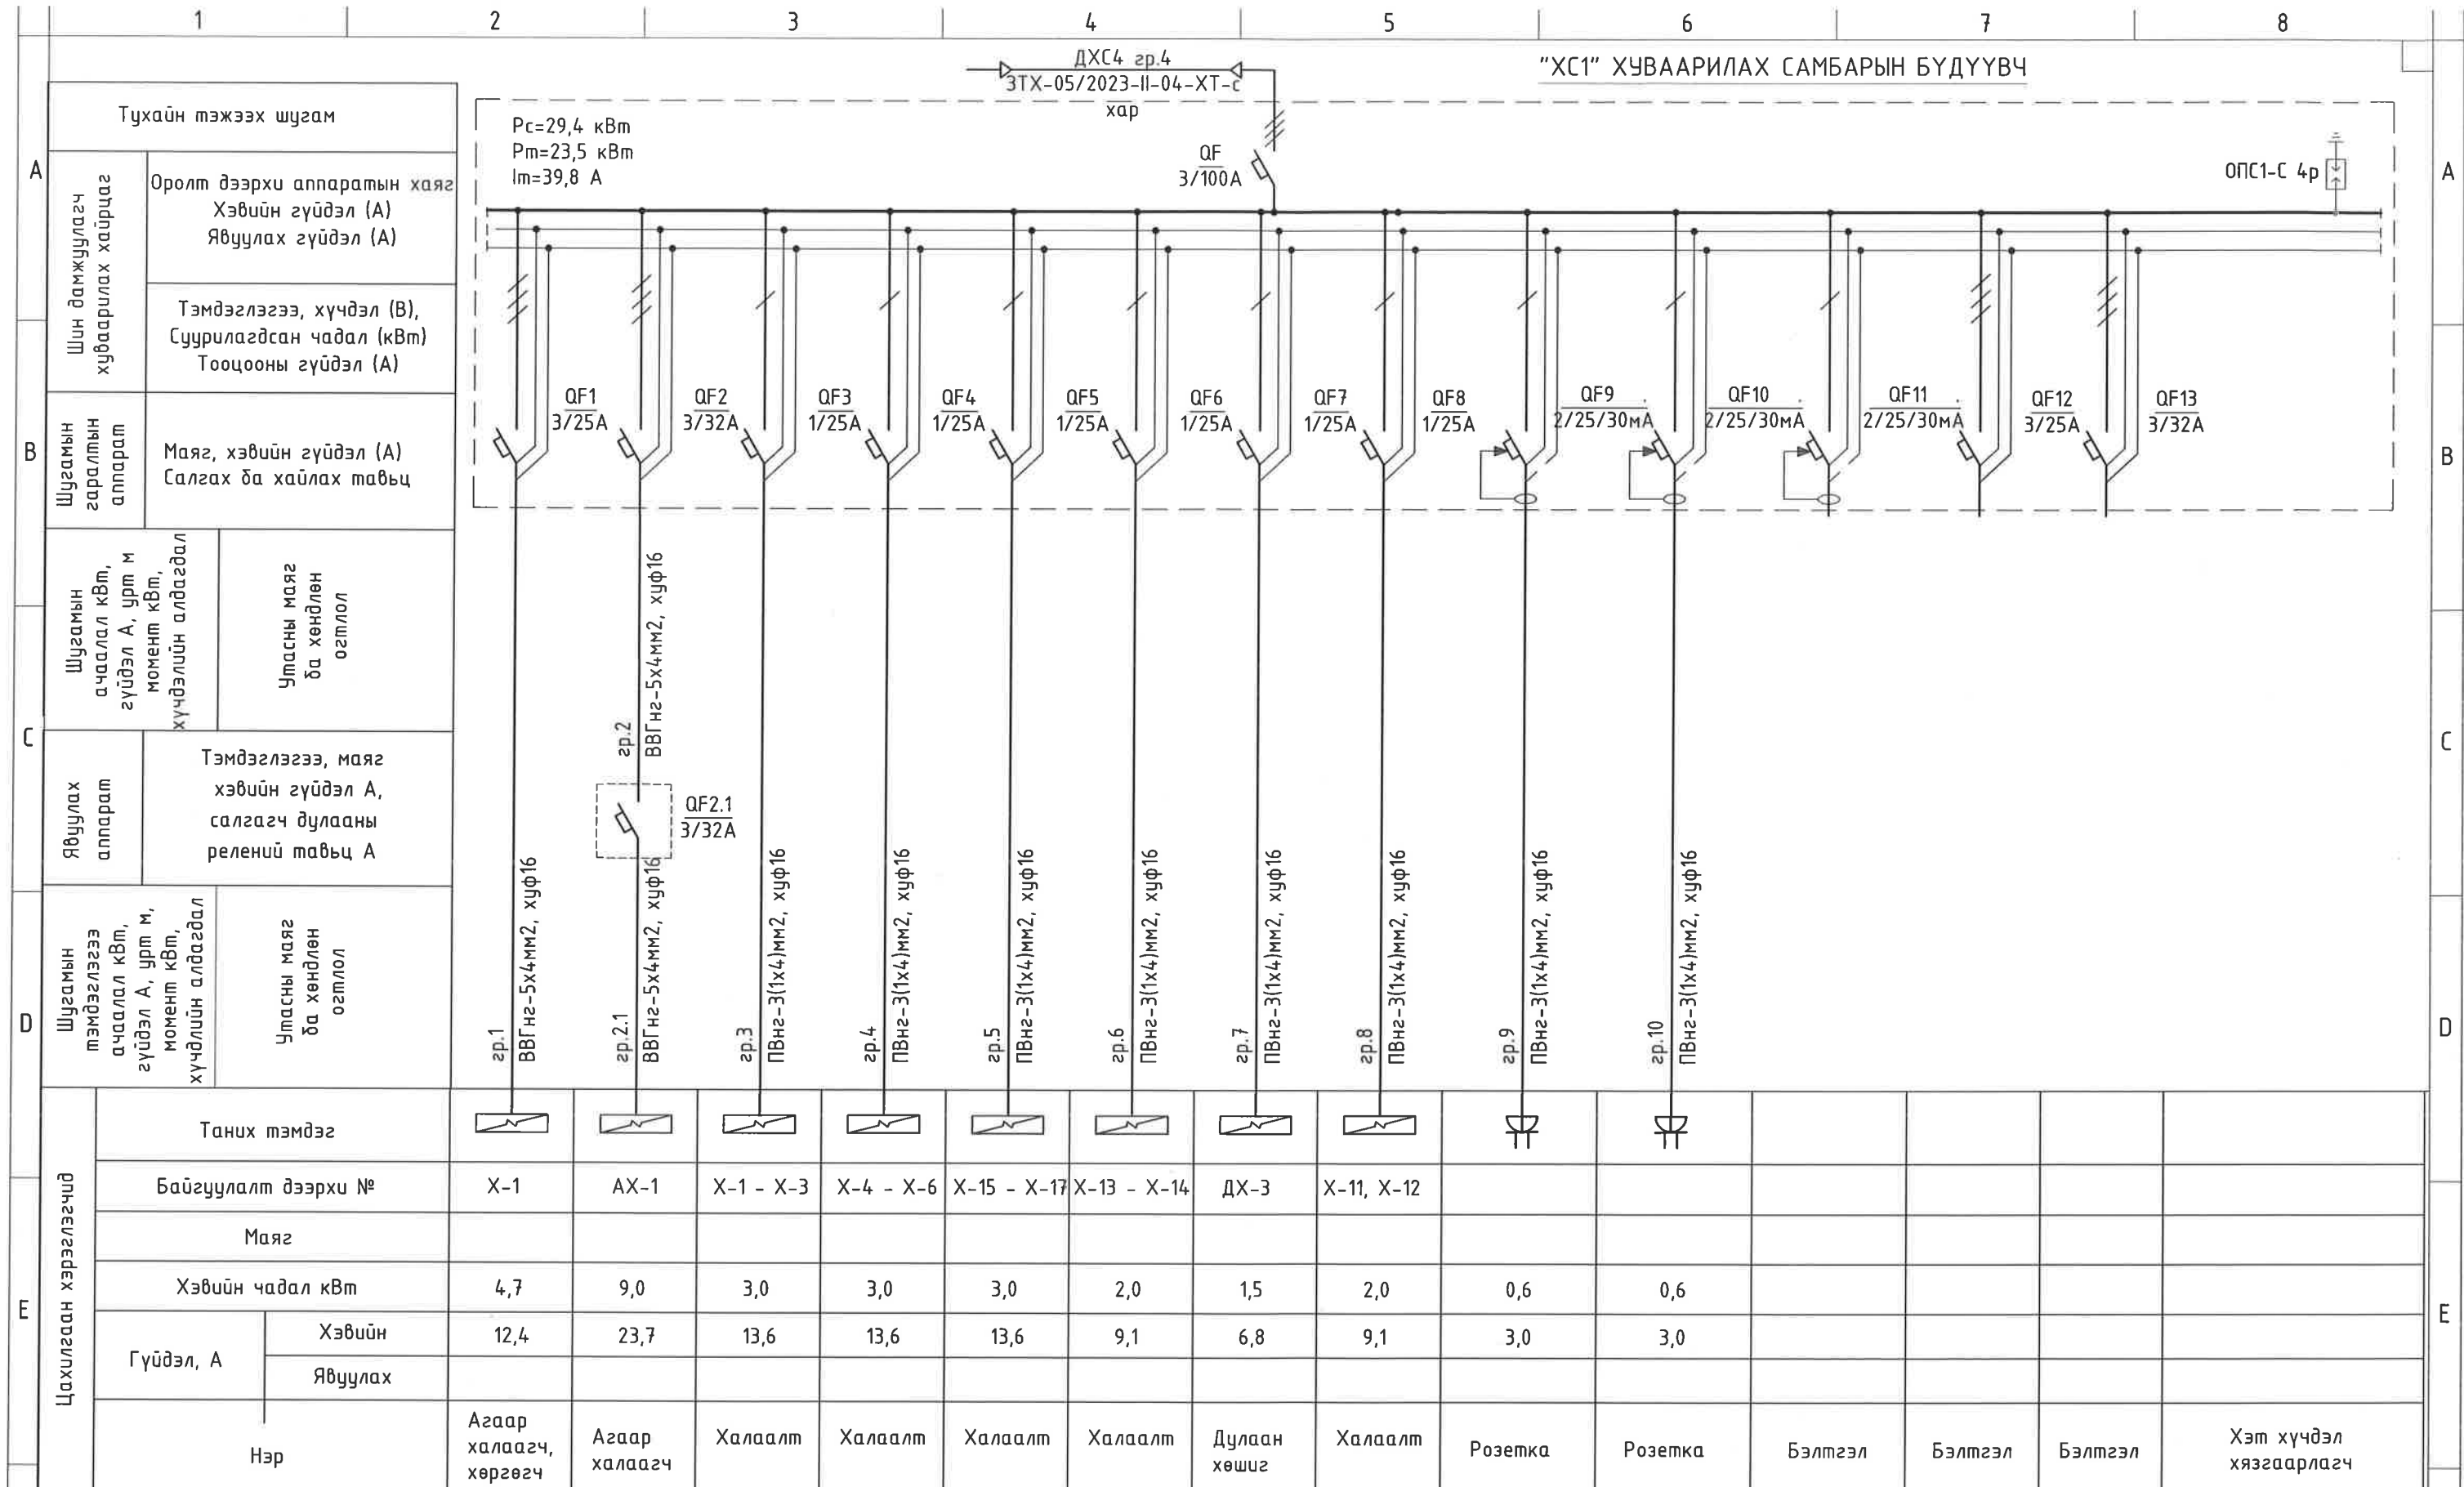 1 2 3 4 5 6 7 8
ДХС4 гр.4
ЗТХ-05/2023-II-04-ХТ-с
хар
"ХС1" ХУВААРИЛАХ САМБАРЫН БҮДҮҮВЧ
A
B
C
D
E
A
B
C
D
E
Тухайн тэжээх шугам
Шин дамжуулагч
хуваарилах хайрцаг
Оролт дээрхи аппаратын хаяг
Хэвийн гүйдэл (А)
Явуулах гүйдэл (А)
Тэмдэглэгээ, хүчдэл (В),
Суурилагдсан чадал (кВт)
Тооцооны гүйдэл (А)
Шугамын
гаралтын
аппарат
Маяг, хэвийн гүйдэл (А)
Салгах ба хайлах тавьц
Шугамын
ачаалал кВт,
гүйдэл А, урт м
момент кВт,
хүчдэлийн алдагдал
Утасны маяг
ба хөндлөн
огтлол
Явуулах
аппарат
Тэмдэглэгээ, маяг
хэвийн гүйдэл А,
салгагч дулааны
релений тавьц А
Шугамын
тэмдэглэгээ
ачаалал кВт,
гүйдэл А, урт м,
момент кВт,
хүчдлийн алдагдал
Утасны маяг
ба хөндлөн
огтлол
Рс=29,4 кВт
Рт=23,5 кВт
Iт=39,8 А
QF
3/100А
ОПС1-С 4р
QF1
3/25А
QF2
3/32А
QF3
1/25А
QF4
1/25А
QF5
1/25А
QF6
1/25А
QF7
1/25А
QF8
1/25А
QF9
2/25/30мА
QF10
2/25/30мА
QF11
2/25/30мА
QF12
3/25А
QF13
3/32А
гр.2
ВВГнг-5х4мм2, хуф16
QF2.1
3/32А
гр.1
ВВГнг-5х4мм2, хуф16
гр.2.1
ВВГнг-5х4мм2, хуф16
гр.3
ПВнг-3(1х4)мм2, хуф16
гр.4
ПВнг-3(1х4)мм2, хуф16
гр.5
ПВнг-3(1х4)мм2, хуф16
гр.6
ПВнг-3(1х4)мм2, хуф16
гр.7
ПВнг-3(1х4)мм2, хуф16
гр.8
ПВнг-3(1х4)мм2, хуф16
гр.9
ПВнг-3(1х4)мм2, хуф16
гр.10
ПВнг-3(1х4)мм2, хуф16
Цахилгаан хэрэглэгчид
Таних тэмдэг
Байгуулалт дээрхи № Х-1 АХ-1 Х-1 - Х-3 Х-4 - Х-6 Х-15 - Х-17 Х-13 - Х-14 ДХ-3 Х-11, Х-12
Маяг
Хэвийн чадал кВт 4,7 9,0 3,0 3,0 3,0 2,0 1,5 2,0 0,6 0,6
Гүйдэл, А
Хэвийн 12,4 23,7 13,6 13,6 13,6 9,1 6,8 9,1 3,0 3,0
Явуулах
Нэр
Агаар
халаагч,
хөргөгч
Агаар
халаагч
Халаалт
Халаалт
Халаалт
Халаалт
Дулаан
хөшиг
Халаалт
Розетка
Розетка
Бэлтгэл
Бэлтгэл
Бэлтгэл
Хэт хүчдэл
хязгаарлагч